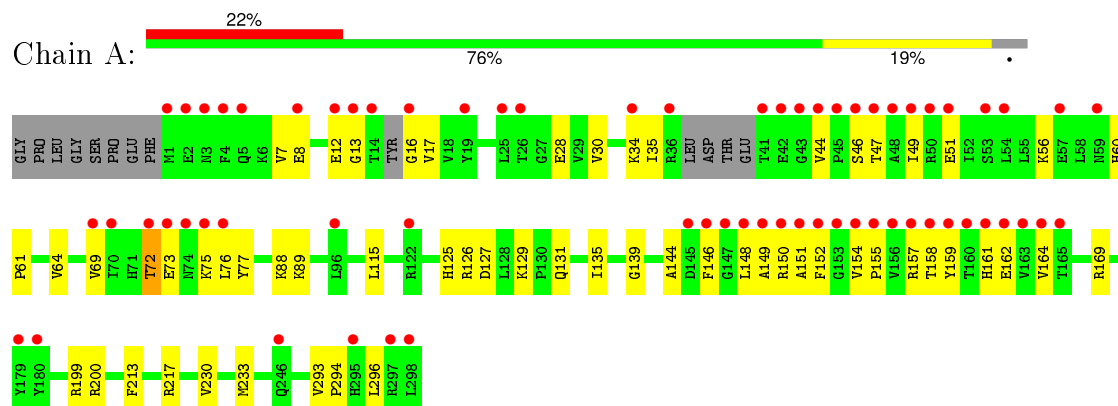 22%
Chain A:
76% 19% •
GLY PRO LEU GLY SER PRO GLU PHE M1 E2 N3 F4 Q5 K6 V7 E8 E12 G13 T14 TYR G16 V17 V18 Y19 L25 T26 G27 E28 V29 V30 K34 I35 R36 LEU ASP THR GLU T41 E42 G43 V44 P45 S46 T47 A48 I49 R50 E51 I52 S53 L54 L55 K56 E57 L58 N59 H60
P61 V64 V69 I70 H71 T72 E73 N74 K75 L76 Y77 K88 K89 L96 L115 R122 H125 R126 D127 L128 K129 P130 Q131 I135 G139 A144 D145 F146 G147 L148 A149 R150 A151 F152 G153 V154 P155 V156 R157 T158 Y159 T160 H161 E162 V163 V164 T165 R169
Y179 Y180 R199 R200 F213 R217 V230 M233 Q246 V293 P294 H295 L296 R297 L298